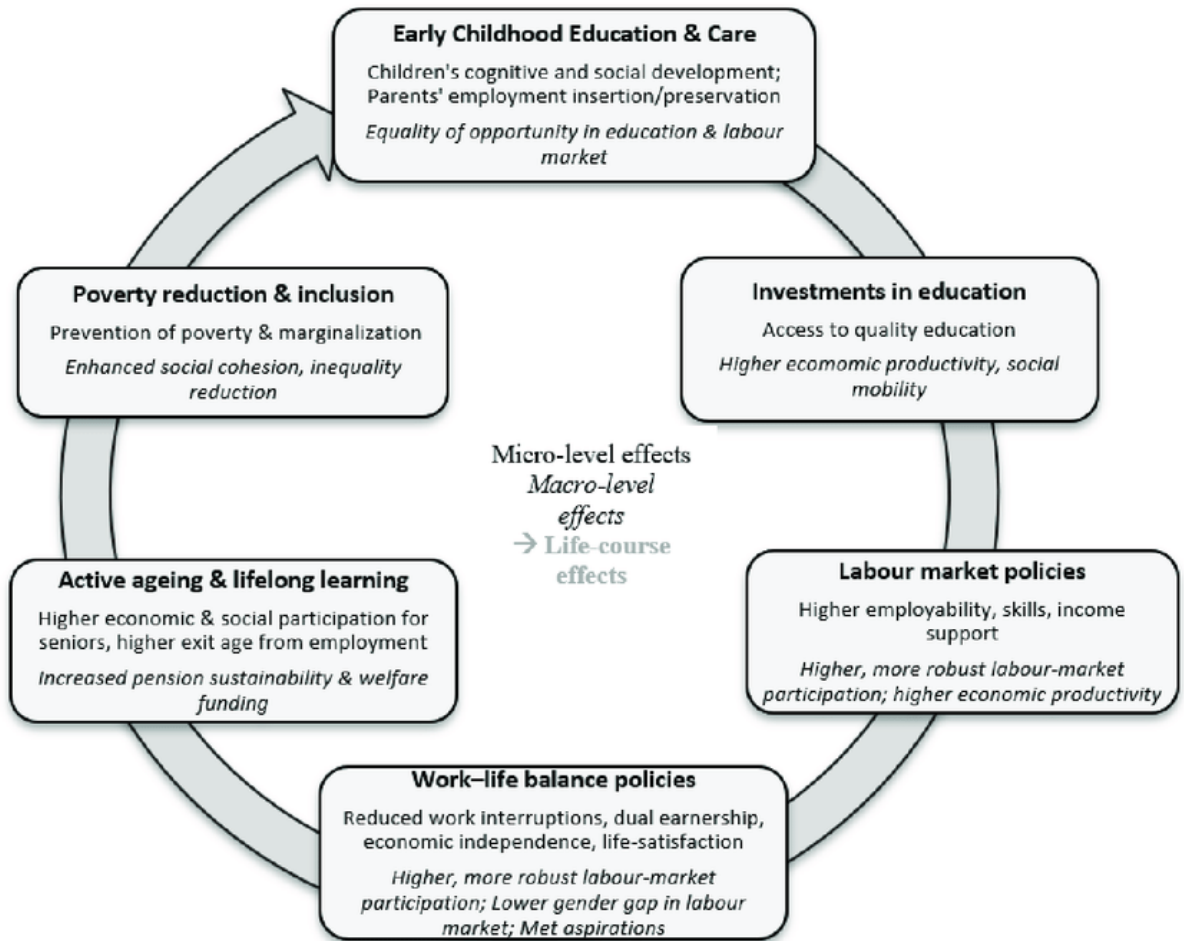 Early Childhood Education & Care
Children's cognitive and social development;
Parents' employment insertion/preservation
Equality of opportunity in education & labour
market
Investments in education
Access to quality education
Higher ecomomic productivity, social
mobility
Labour market policies
Higher employability, skills, income
support
Higher, more robust labour-market
participation; higher economic productivity
Work–life balance policies
Reduced work interruptions, dual earnership,
economic independence, life-satisfaction
Higher, more robust labour-market
participation; Lower gender gap in labour
market; Met aspirations
Active ageing & lifelong learning
Higher economic & social participation for
seniors, higher exit age from employment
Increased pension sustainability & welfare
funding
Poverty reduction & inclusion
Prevention of poverty & marginalization
Enhanced social cohesion, inequality
reduction
Micro-level effects
Macro-level
effects
→ Life-course
effects